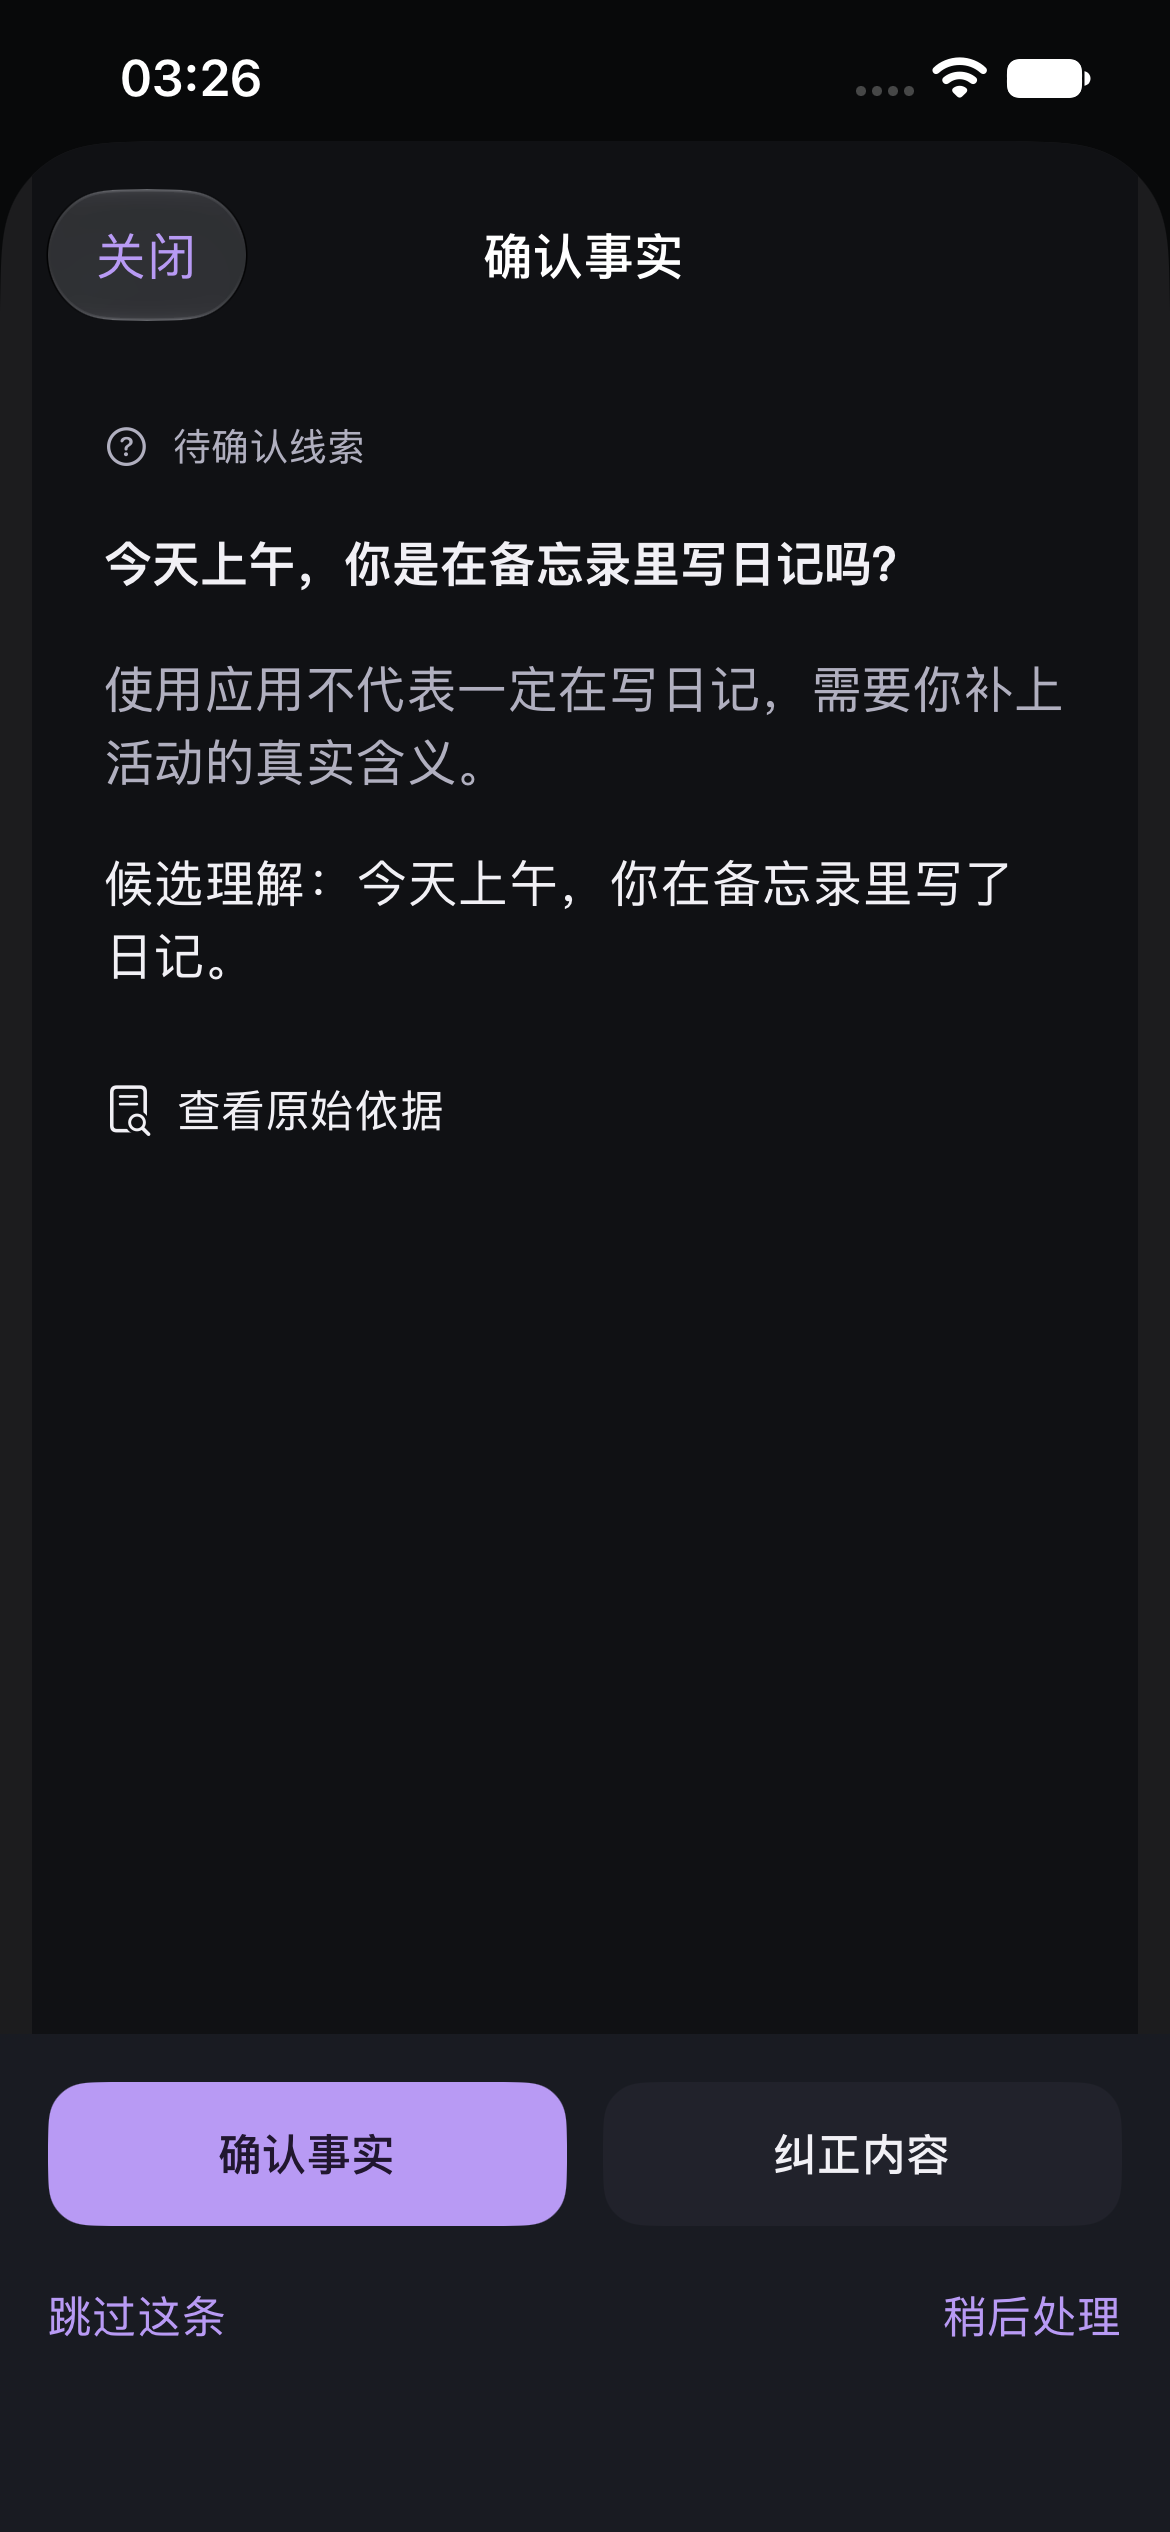 03:26
关闭
确认事实
待确认线索
今天上午，你是在备忘录里写日记吗？
使用应用不代表一定在写日记，需要你补上
活动的真实含义。
候选理解：今天上午，你在备忘录里写了
日记。
查看原始依据
确认事实
纠正内容
跳过这条
稍后处理